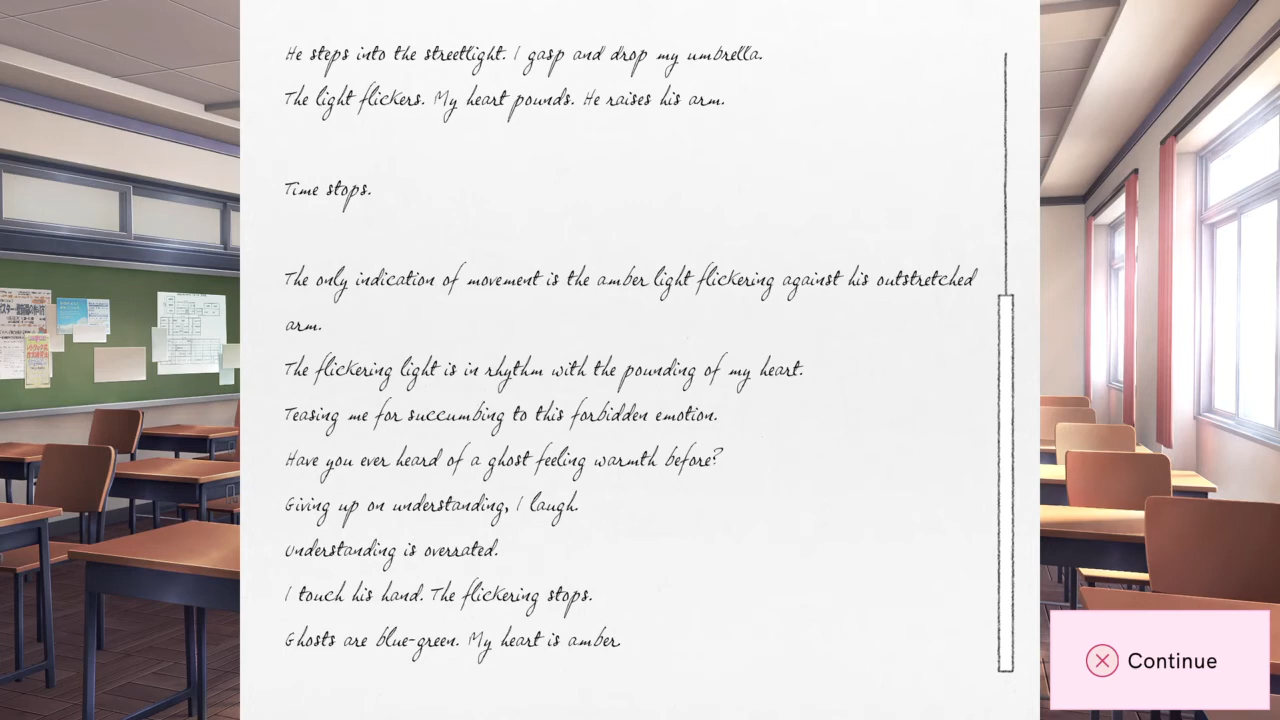 He steps into the streetlight. I gasp and drop my umbrella.
The light flickers. My heart pounds. He raises his arm.
Time stops.
The only indication of movement is the amber light flickering against his outstretched
arm.
The flickering light is in rhythm with the pounding of my heart.
Teasing me for succumbing to this forbidden emotion.
Have you ever heard of a ghost feeling warmth before?
Giving up on understanding, I laugh.
Understanding is overrated.
I touch his hand. The flickering stops.
Ghosts are blue-green. My heart is amber.
Continue